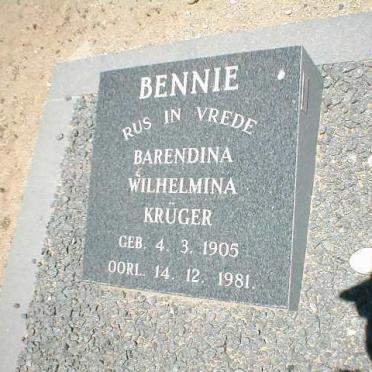 BENNIE
RUS IN VREDE
BARENDINA
WILHELMINA
KRÜGER
GEB. 4. 3. 1905
OORL. 14. 12. 1981.